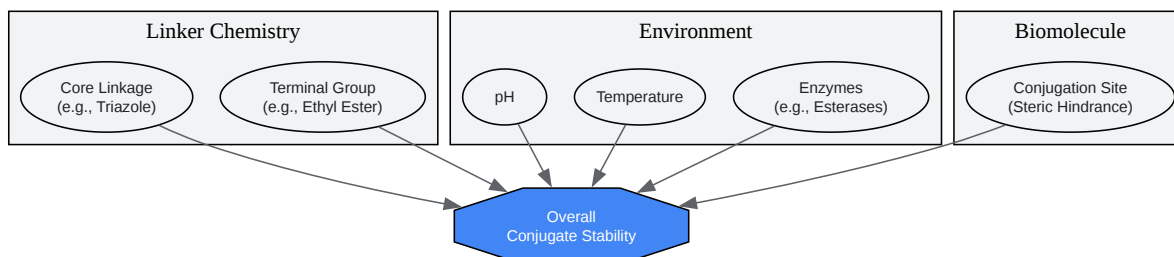 Linker Chemistry
Environment
Biomolecule
Core Linkage
(e.g., Triazole)
Terminal Group
(e.g., Ethyl Ester)
pH
Temperature
Enzymes
(e.g., Esterases)
Conjugation Site
(Steric Hindrance)
Overall
Conjugate Stability